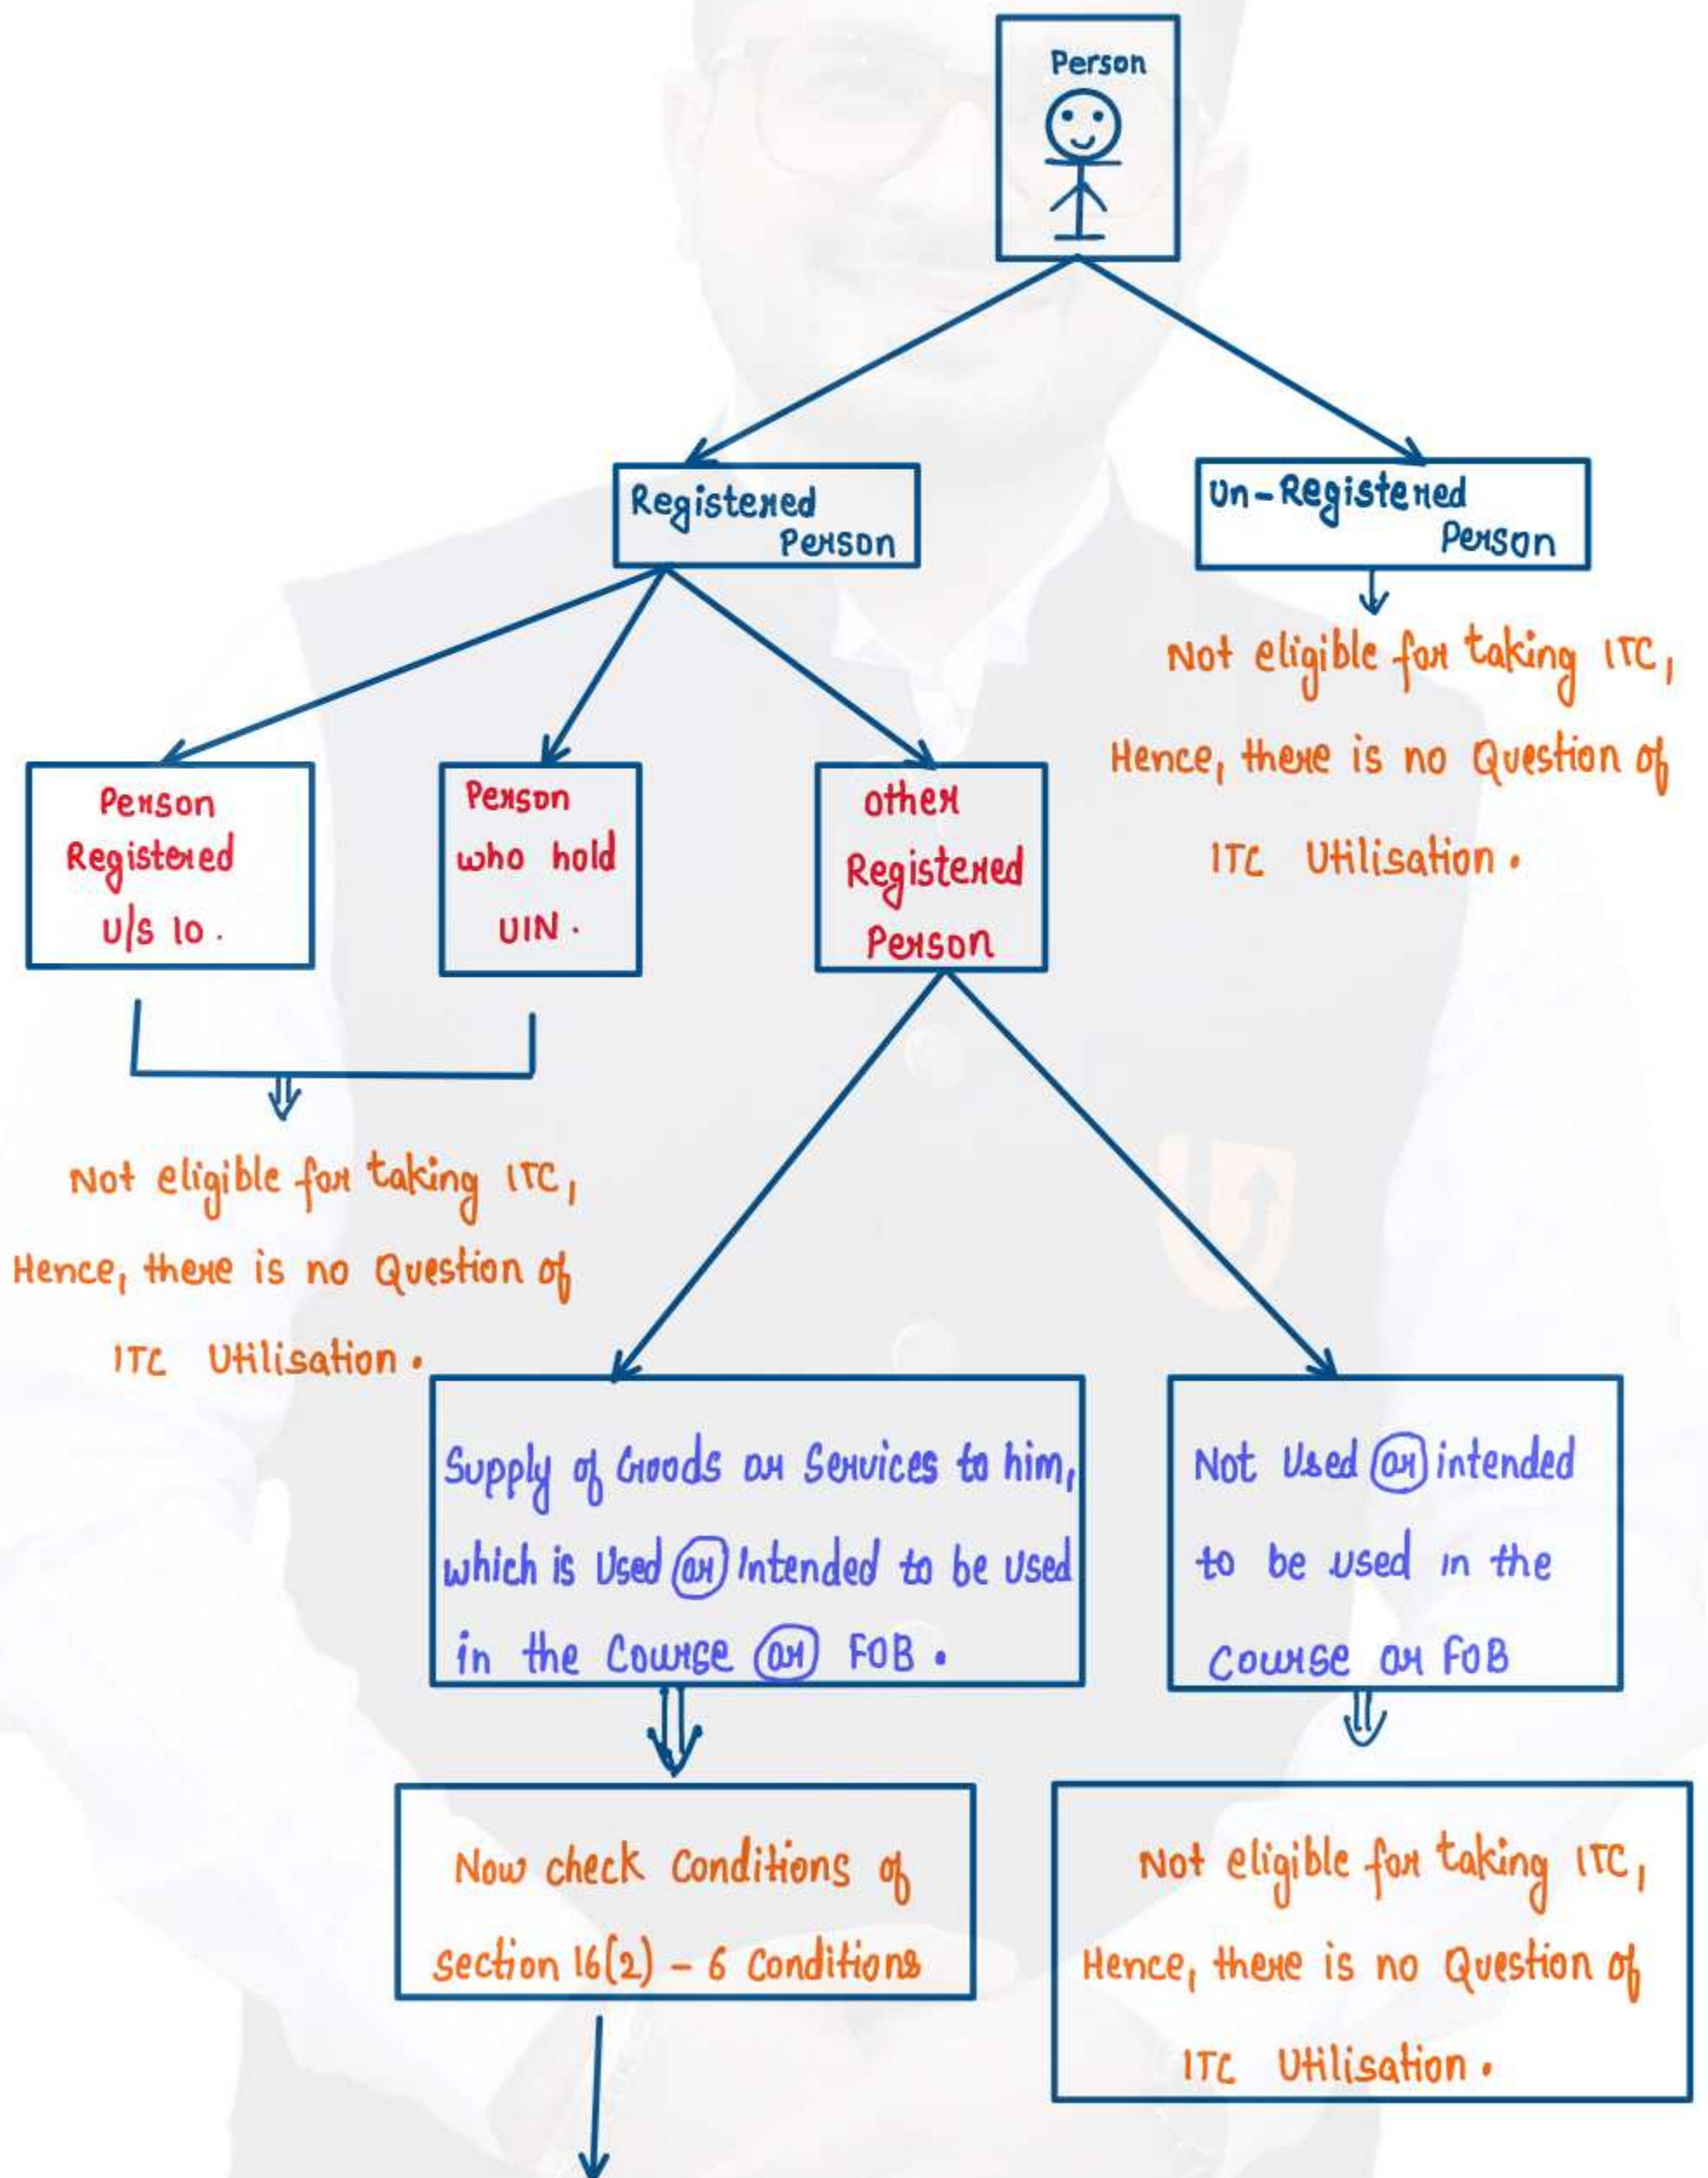 Person
Registered
Person
Un-Registered
Person
Not eligible for taking ITC,
Hence, there is no Question of
ITC Utilisation.
Person
Registered
U/S 10.
Person
who hold
UIN.
other
Registered
Person
Not eligible for taking ITC,
Hence, there is no Question of
ITC Utilisation.
Supply of Goods or Services to him,
which is Used or Intended to be Used
in the Course or FOB.
Not Used or intended
to be used in the
Course or FOB
Now check Conditions of
section 16(2) - 6 Conditions
Not eligible for taking ITC,
Hence, there is no Question of
ITC Utilisation.